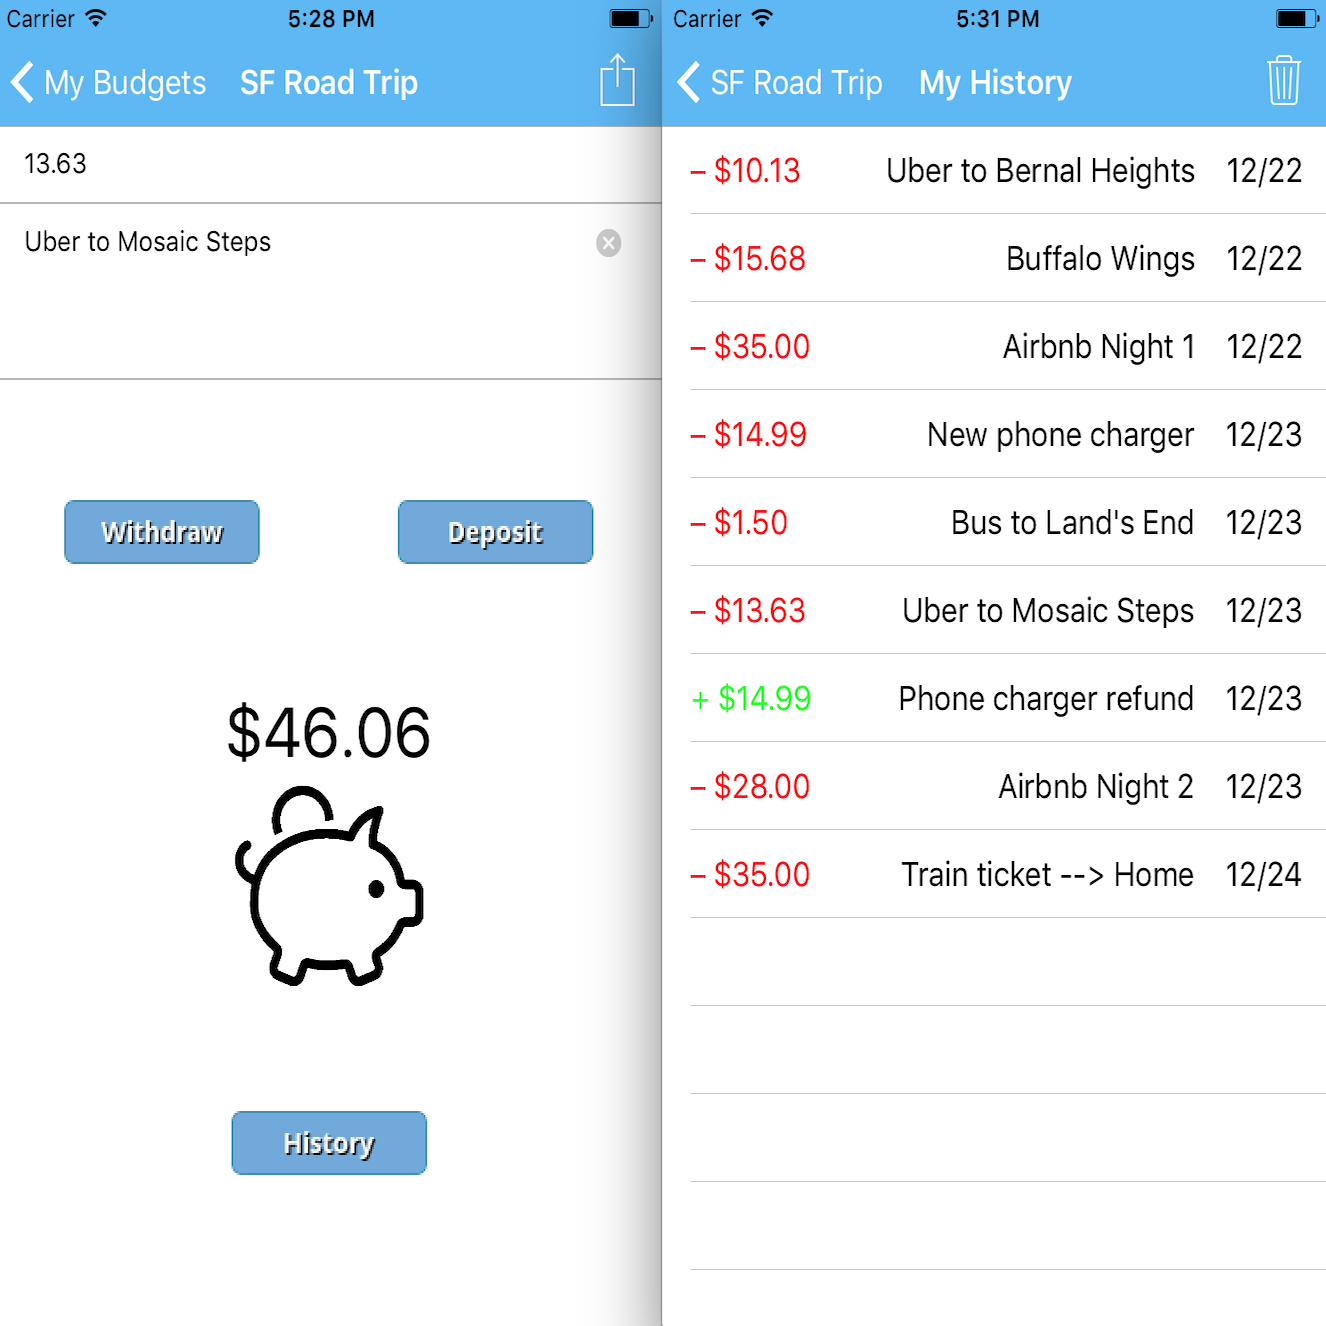 Carrier 5:28 PM
My Budgets SF Road Trip
13.63
Uber to Mosaic Steps
Withdraw Deposit
$46.06
History
Carrier 5:31 PM
SF Road Trip My History
– $10.13 Uber to Bernal Heights 12/22
– $15.68 Buffalo Wings 12/22
– $35.00 Airbnb Night 1 12/22
– $14.99 New phone charger 12/23
– $1.50 Bus to Land's End 12/23
– $13.63 Uber to Mosaic Steps 12/23
+ $14.99 Phone charger refund 12/23
– $28.00 Airbnb Night 2 12/23
– $35.00 Train ticket --> Home 12/24